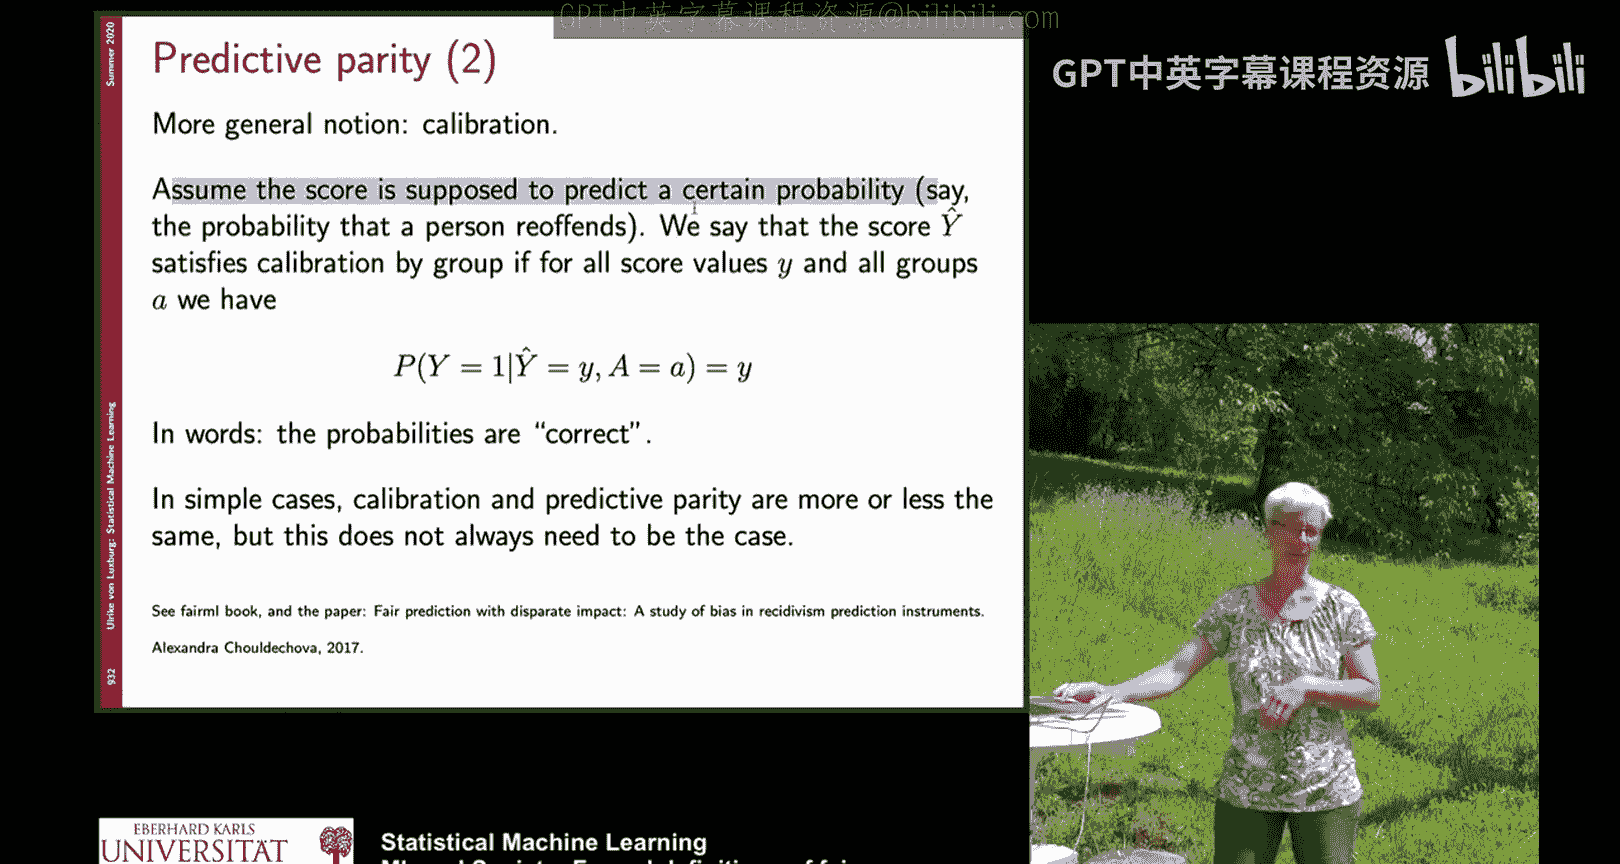 GPT中英字幕课程资源@bilibili.com
GPT中英字幕课程资源 bilibili
Summer 2020
Predictive parity (2)
More general notion: calibration.
Assume the score is supposed to predict a certain probability (say,
the probability that a person reoffends). We say that the score Ŷ
satisfies calibration by group if for all score values y and all groups
a we have
P(Y = 1|Ŷ = y, A = a) = y
In words: the probabilities are “correct”.
In simple cases, calibration and predictive parity are more or less the
same, but this does not always need to be the case.
See fairml book, and the paper: Fair prediction with disparate impact: A study of bias in recidivism prediction instruments.
Alexandra Chouldechova, 2017.
Ulrike von Luxburg: Statistical Machine Learning
932
EBERHARD KARLS
UNIVERSITÄT
Statistical Machine Learning